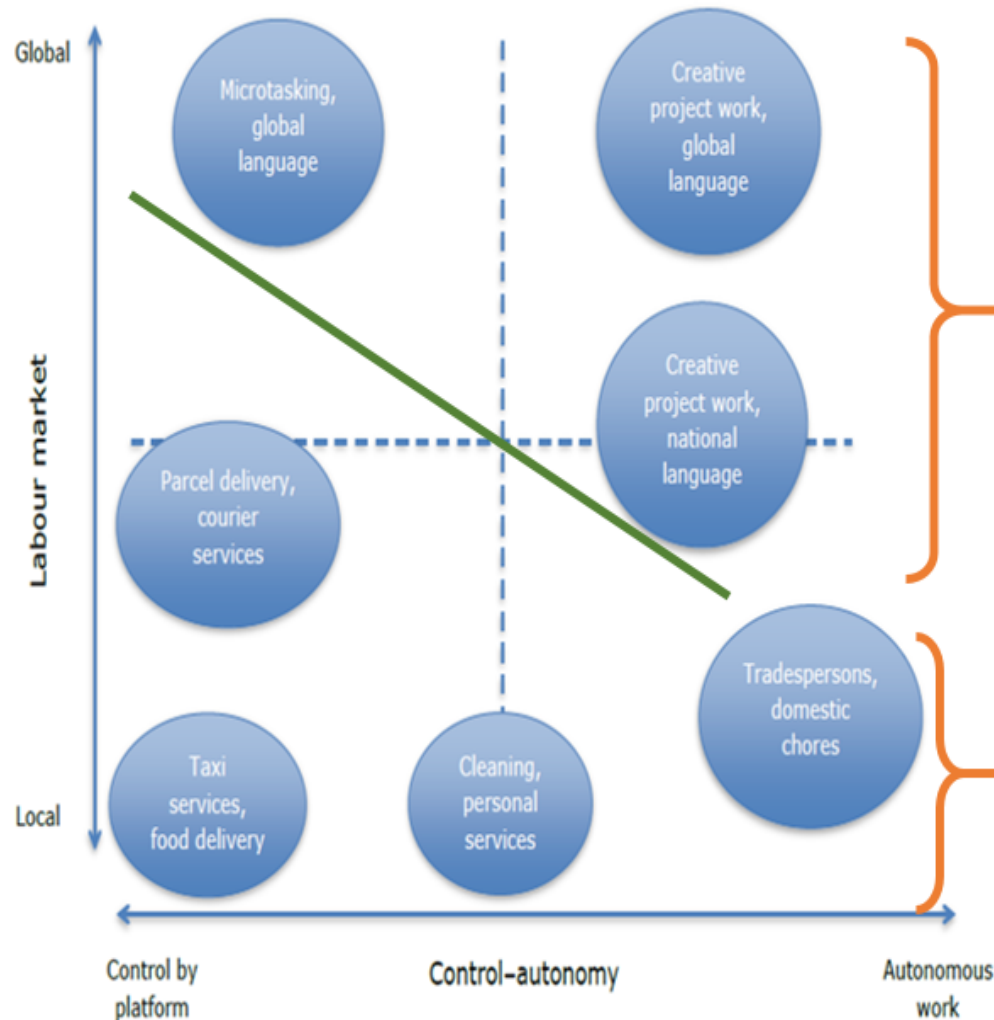 Global
Microtasking,
global
language
Creative
project work,
global
language
Labour market
Creative
project work,
national
language
Parcel delivery,
courier
services
Tradespersons,
domestic
chores
Taxi
services,
food delivery
Cleaning,
personal
services
Local
Control by
platform
Control–autonomy
Autonomous
work